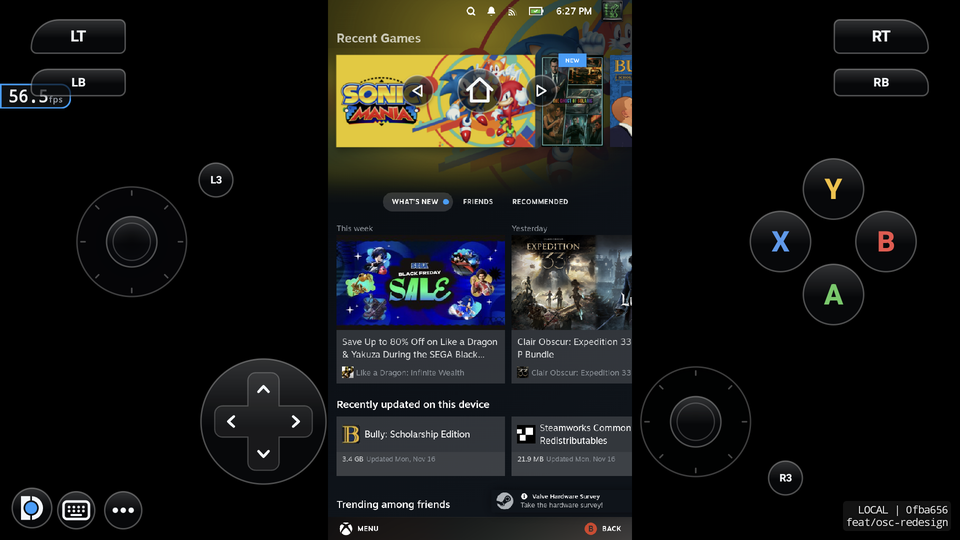 LT
LB
56.5fps
L3
6:27 PM
Recent Games
SONIC
MANIA
NEW
WHAT'S NEW
FRIENDS
RECOMMENDED
This week
Yesterday
SEGA
BLACK FRIDAY
SALE
EXPEDITION
33
Save Up to 80% Off on Like a Dragon
& Yakuza During the SEGA Black...
Like a Dragon: Infinite Wealth
Clair Obscur: Expedition 33
P Bundle
Clair Obscur: Expedition 33
Recently updated on this device
Bully: Scholarship Edition
3.4 GB Updated Mon, Nov 16
Steamworks Common
Redistributables
21.9 MB Updated Mon, Nov 16
Trending among friends
Valve Hardware Survey
Take the hardware survey!
MENU
B BACK
RT
RB
Y
X
B
A
R3
LOCAL | 0fba656
feat/osc-redesign